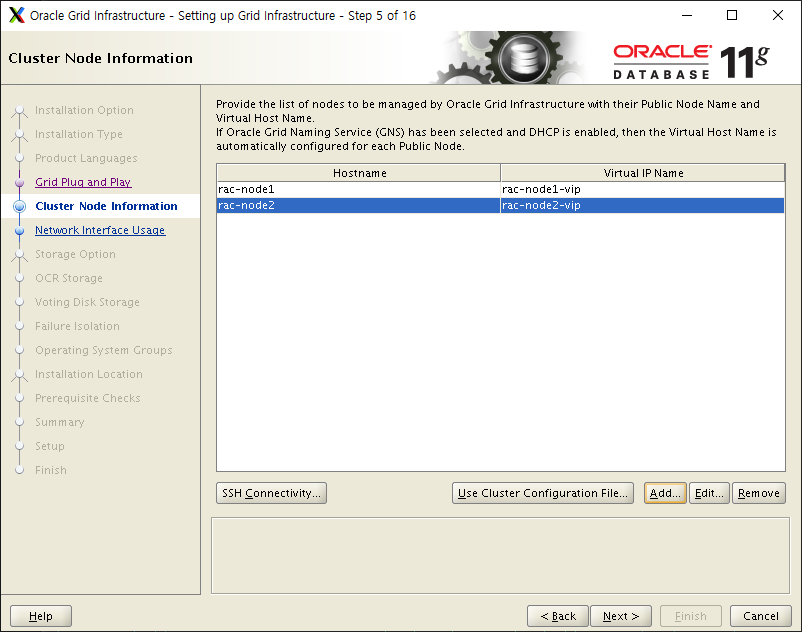 Oracle Grid Infrastructure - Setting up Grid Infrastructure - Step 5 of 16
Cluster Node Information
ORACLE
DATABASE
11g
Installation Option
Installation Type
Product Languages
Grid Plug and Play
Cluster Node Information
Network Interface Usage
Storage Option
OCR Storage
Voting Disk Storage
Failure Isolation
Operating System Groups
Installation Location
Prerequisite Checks
Summary
Setup
Finish
Provide the list of nodes to be managed by Oracle Grid Infrastructure with their Public Node Name and
Virtual Host Name.
If Oracle Grid Naming Service (GNS) has been selected and DHCP is enabled, then the Virtual Host Name is
automatically configured for each Public Node.
Hostname Virtual IP Name
rac-node1 rac-node1-vip
rac-node2 rac-node2-vip
SSH Connectivity... Use Cluster Configuration File... Add... Edit... Remove
Help < Back Next > Finish Cancel